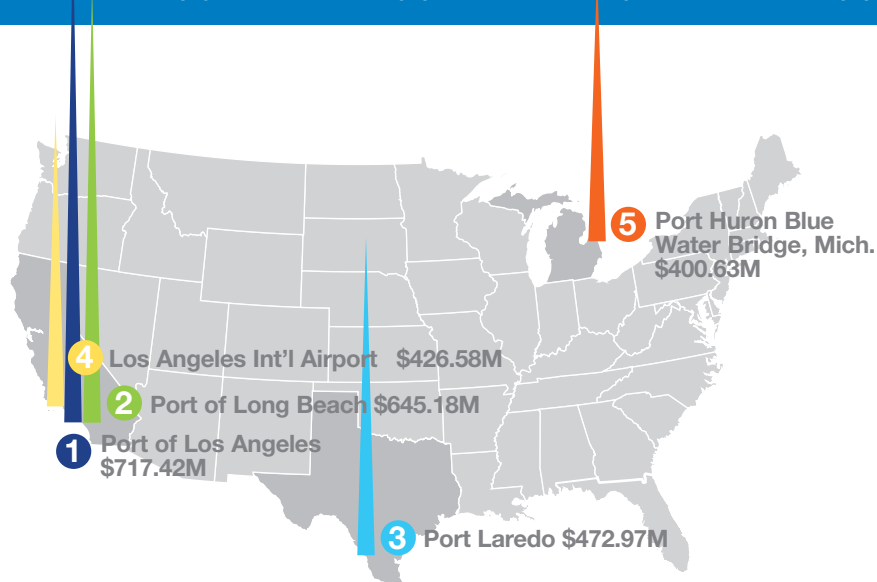 5 Port Huron Blue
Water Bridge, Mich.
$400.63M
4 Los Angeles Int'l Airport $426.58M
2 Port of Long Beach $645.18M
1 Port of Los Angeles
$717.42M
3 Port Laredo $472.97M